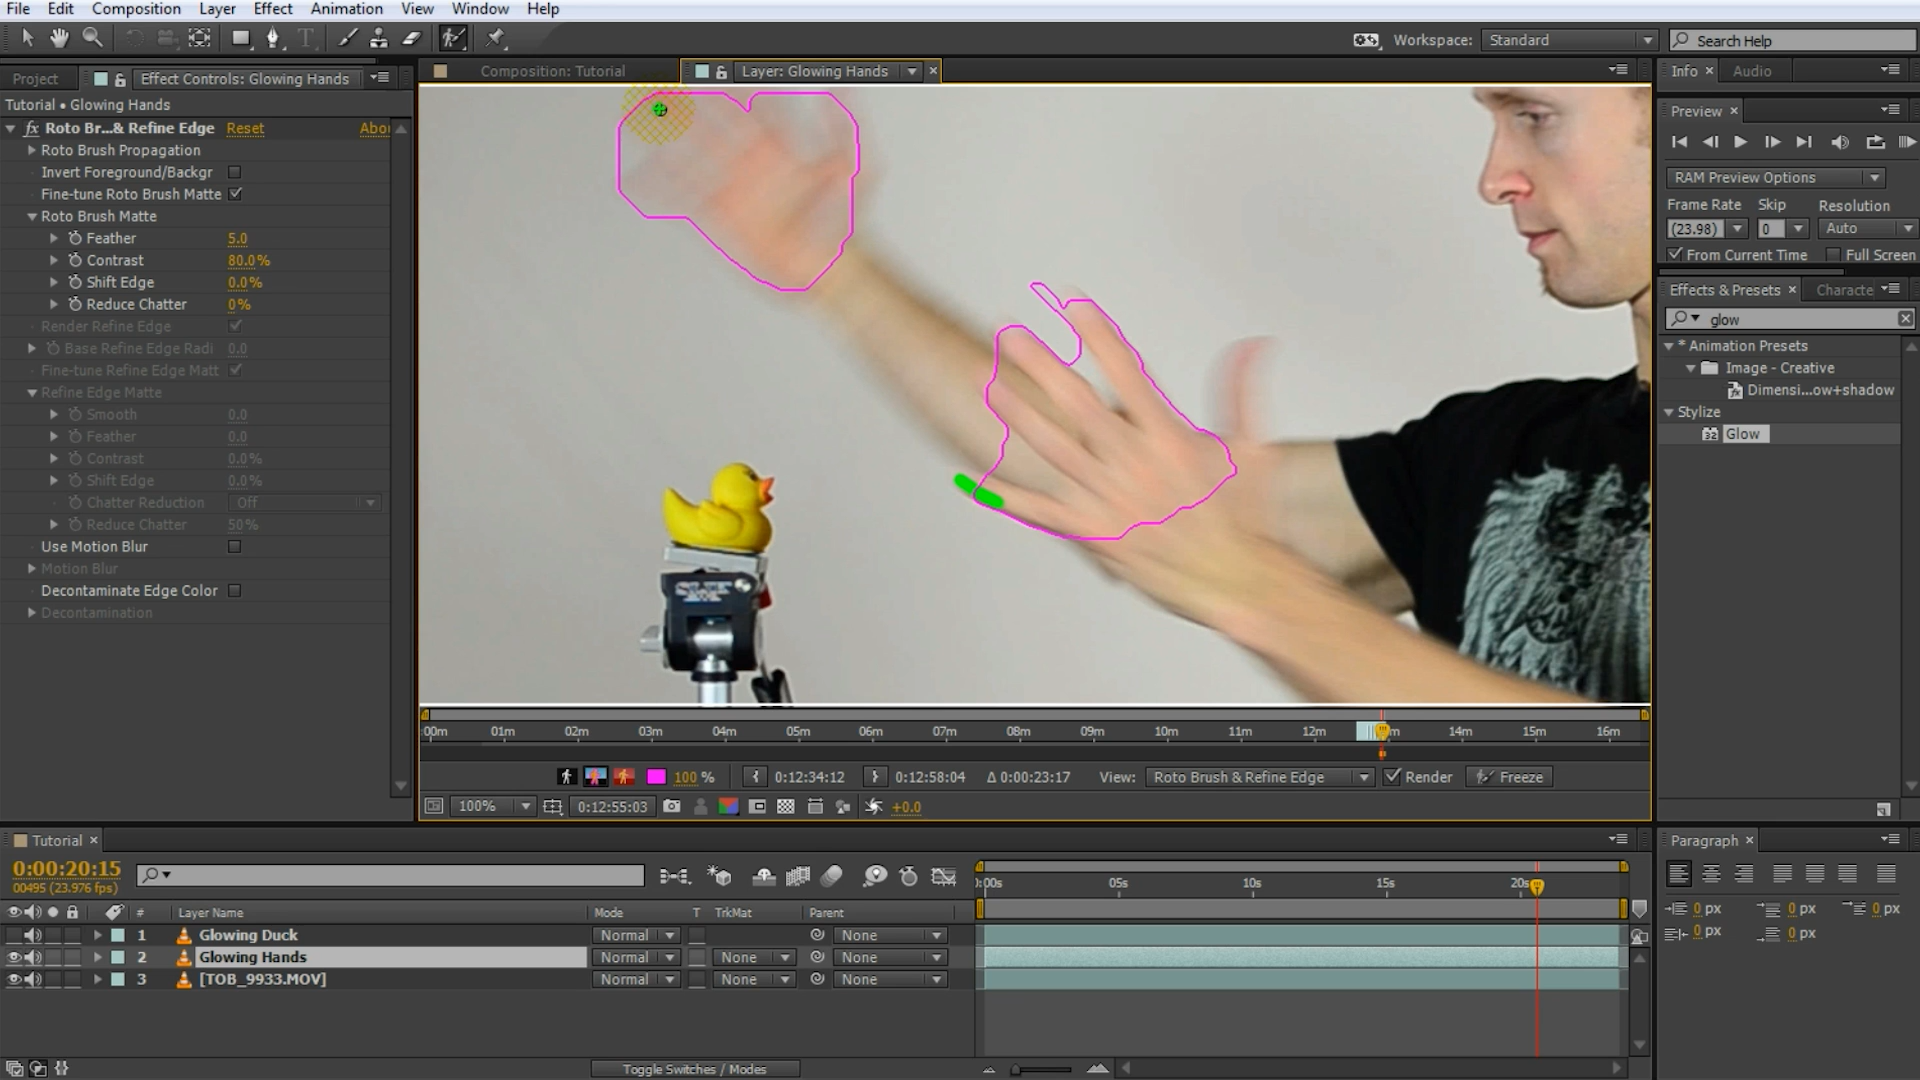 File Edit Composition Layer Effect Animation View Window Help
Workspace: Standard Search Help
Project Effect Controls: Glowing Hands
Composition: Tutorial Layer: Glowing Hands
Info Audio
Tutorial • Glowing Hands
fx Roto Br...& Refine Edge Reset Abou
Roto Brush Propagation
Invert Foreground/Backgr
Fine-tune Roto Brush Matte
Roto Brush Matte
Feather 5.0
Contrast 80.0%
Shift Edge 0.0%
Reduce Chatter 0%
Render Refine Edge
Base Refine Edge Radi 0.0
Fine-tune Refine Edge Matt
Refine Edge Matte
Smooth 0.0
Feather 0.0
Contrast 0.0%
Shift Edge 0.0%
Chatter Reduction Off
Reduce Chatter 50%
Use Motion Blur
Motion Blur
Decontaminate Edge Color
Decontamination
SLIK
Preview
RAM Preview Options
Frame Rate Skip Resolution
(23.98) 0 Auto
From Current Time Full Screen
Effects & Presets Characte
glow
* Animation Presets
Image - Creative
Dimensi...ow+shadow
Stylize
32 Glow
:00m 01m 02m 03m 04m 05m 06m 07m 08m 09m 10m 11m 12m m 14m 15m 16m
100 % 0:12:34:12 0:12:58:04 Δ 0:00:23:17 View: Roto Brush & Refine Edge Render Freeze
100% 0:12:55:03 +0.0
Tutorial
0:00:20:15
00495 (23.976 fps)
):00s 05s 10s 15s 20s
# Layer Name Mode T TrkMat Parent
1 Glowing Duck Normal None
2 Glowing Hands Normal None None
3 [TOB_9933.MOV] Normal None None
Toggle Switches / Modes
Paragraph
0 px 0 px 0 px
0 px 0 px